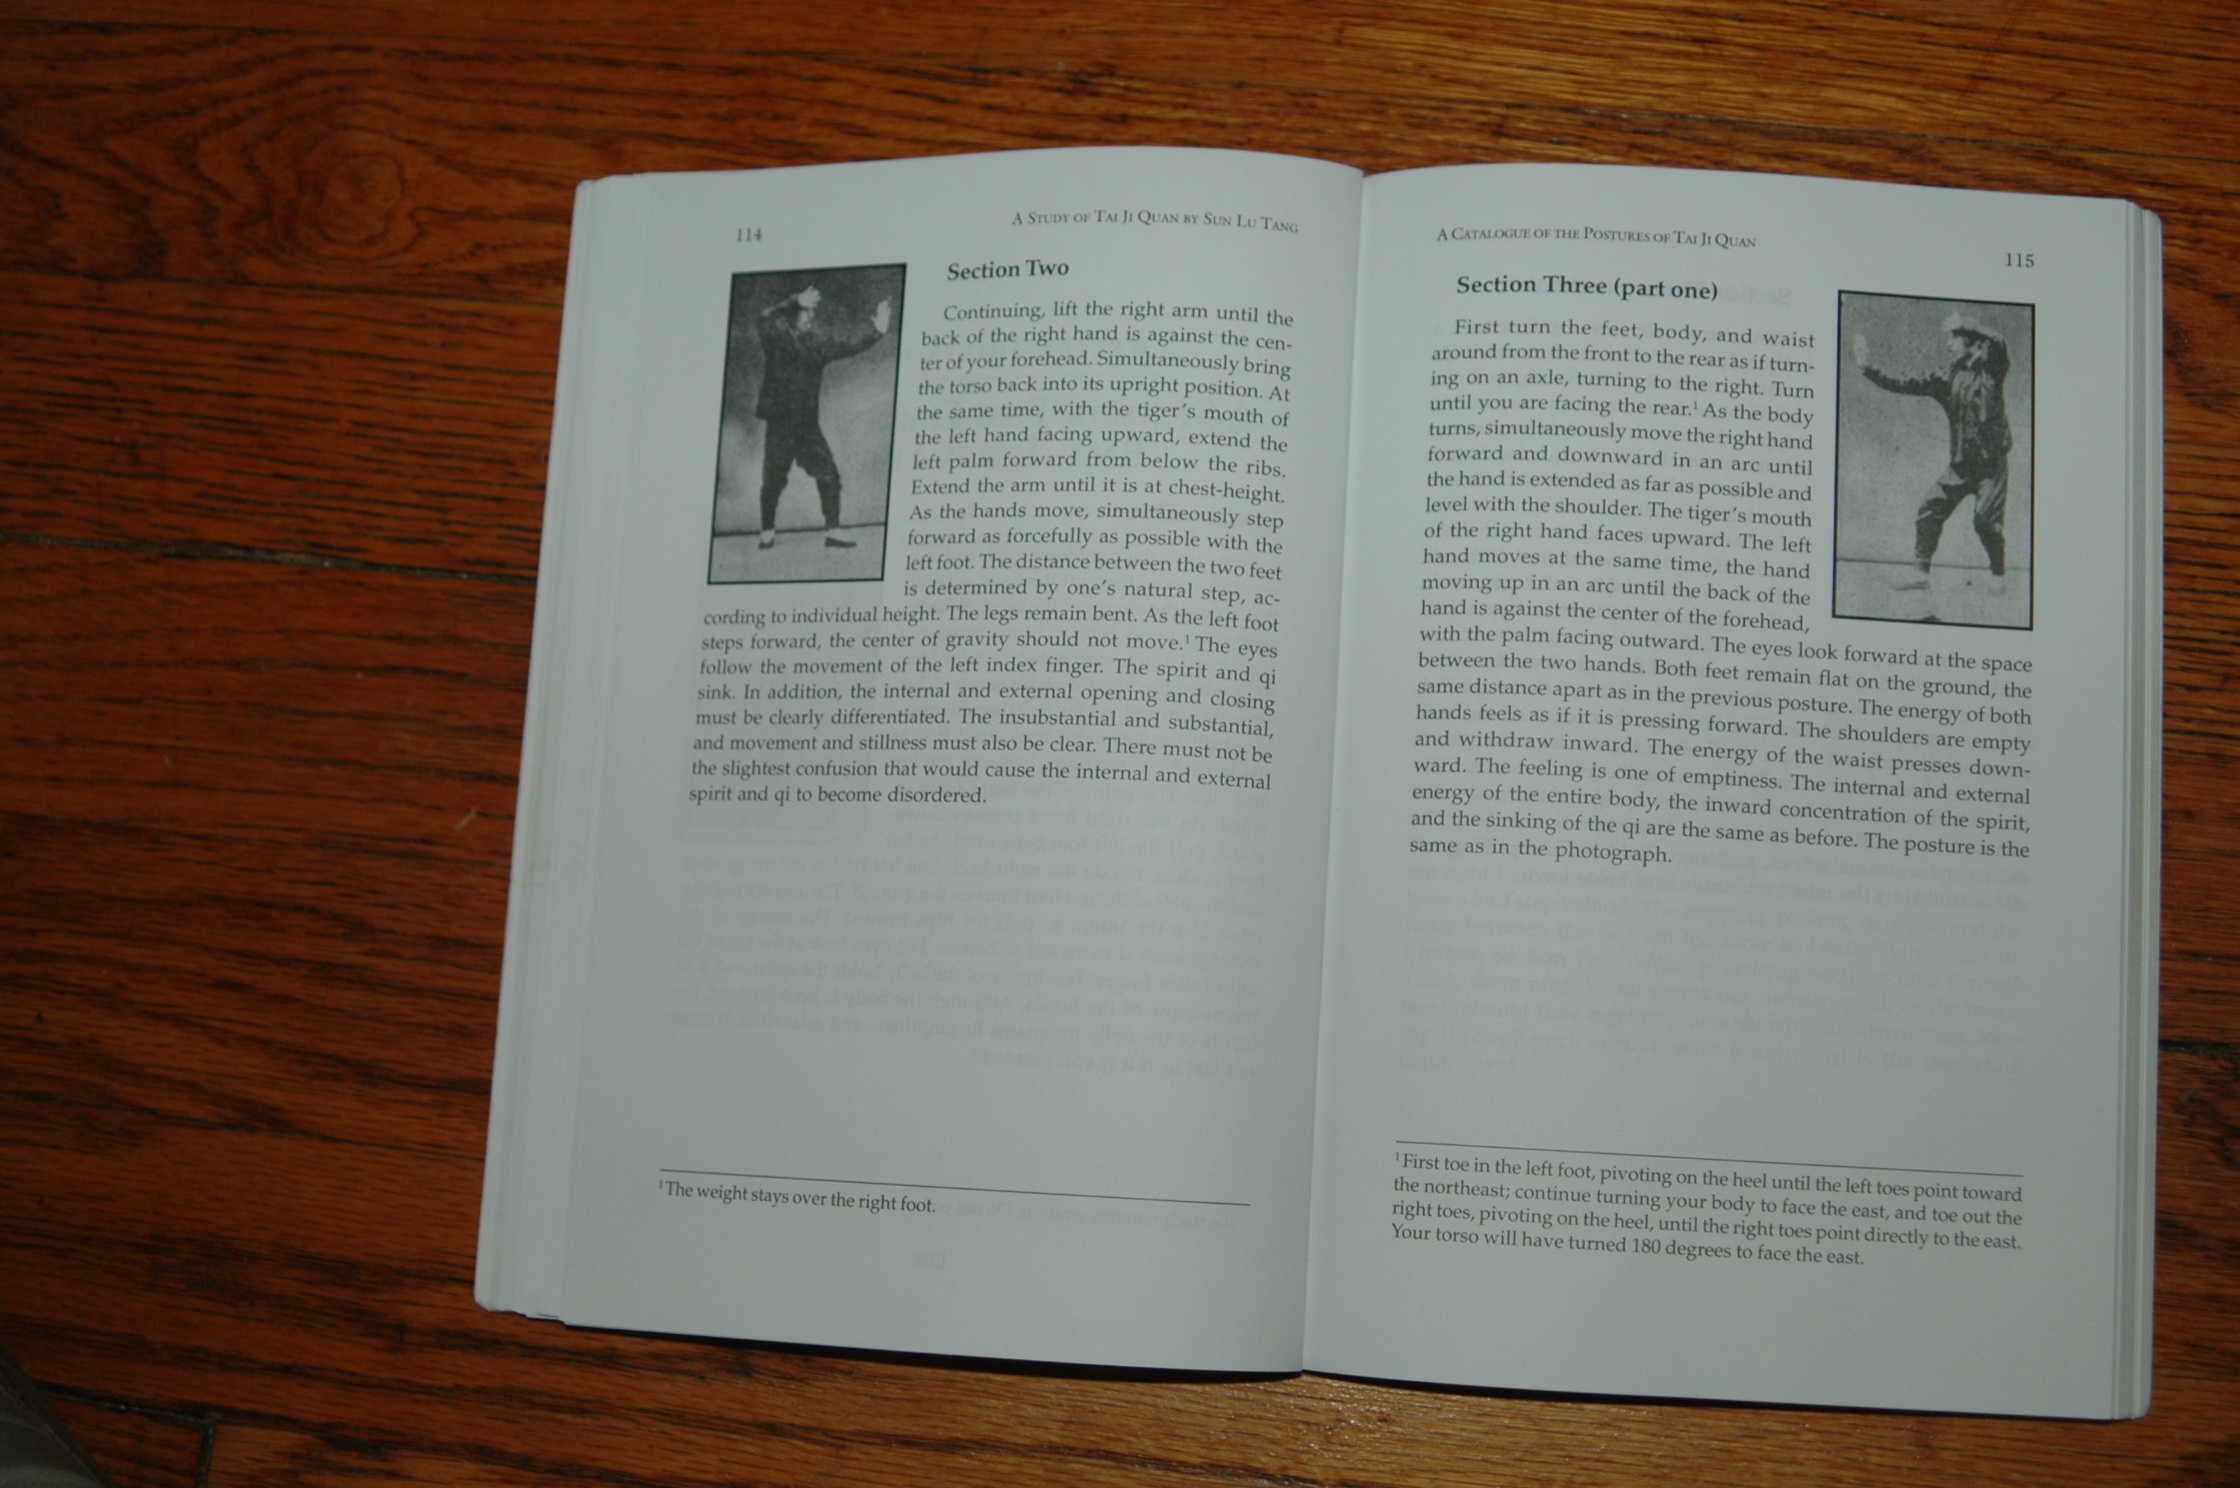 114
A STUDY OF TAI JI QUAN BY SUN LU TANG
Section Two
Continuing, lift the right arm until the
back of the right hand is against the cen-
ter of your forehead. Simultaneously bring
the torso back into its upright position. At
the same time, with the tiger's mouth of
the left hand facing upward, extend the
left palm forward from below the ribs.
Extend the arm until it is at chest-height.
As the hands move, simultaneously step
forward as forcefully as possible with the
left foot. The distance between the two feet
is determined by one's natural step, ac-
cording to individual height. The legs remain bent. As the left foot
steps forward, the center of gravity should not move.¹ The eyes
follow the movement of the left index finger. The spirit and qi
sink. In addition, the internal and external opening and closing
must be clearly differentiated. The insubstantial and substantial,
and movement and stillness must also be clear. There must not be
the slightest confusion that would cause the internal and external
spirit and qi to become disordered.
¹ The weight stays over the right foot.
A CATALOGUE OF THE POSTURES OF TAI JI QUAN
115
Section Three (part one)
First turn the feet, body, and waist
around from the front to the rear as if turn-
ing on an axle, turning to the right. Turn
until you are facing the rear.¹ As the body
turns, simultaneously move the right hand
forward and downward in an arc until
the hand is extended as far as possible and
level with the shoulder. The tiger's mouth
of the right hand faces upward. The left
hand moves at the same time, the hand
moving up in an arc until the back of the
hand is against the center of the forehead,
with the palm facing outward. The eyes look forward at the space
between the two hands. Both feet remain flat on the ground, the
same distance apart as in the previous posture. The energy of both
hands feels as if it is pressing forward. The shoulders are empty
and withdraw inward. The energy of the waist presses down-
ward. The feeling is one of emptiness. The internal and external
energy of the entire body, the inward concentration of the spirit,
and the sinking of the qi are the same as before. The posture is the
same as in the photograph.
¹ First toe in the left foot, pivoting on the heel until the left toes point toward
the northeast; continue turning your body to face the east, and toe out the
right toes, pivoting on the heel, until the right toes point directly to the east.
Your torso will have turned 180 degrees to face the east.